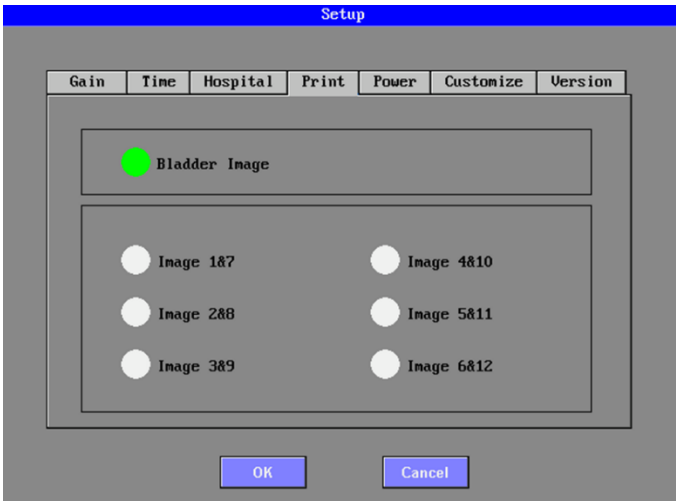 Setup
Gain Time Hospital Print Power Customize Version
Bladder Image
Image 1&7 Image 4&10
Image 2&8 Image 5&11
Image 3&9 Image 6&12
OK Cancel